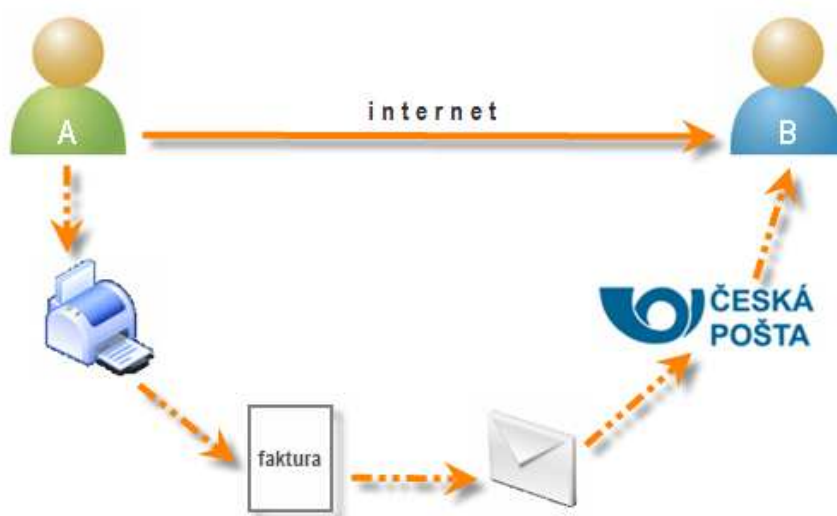 internet
A
B
ČESKÁ
POŠTA
faktura